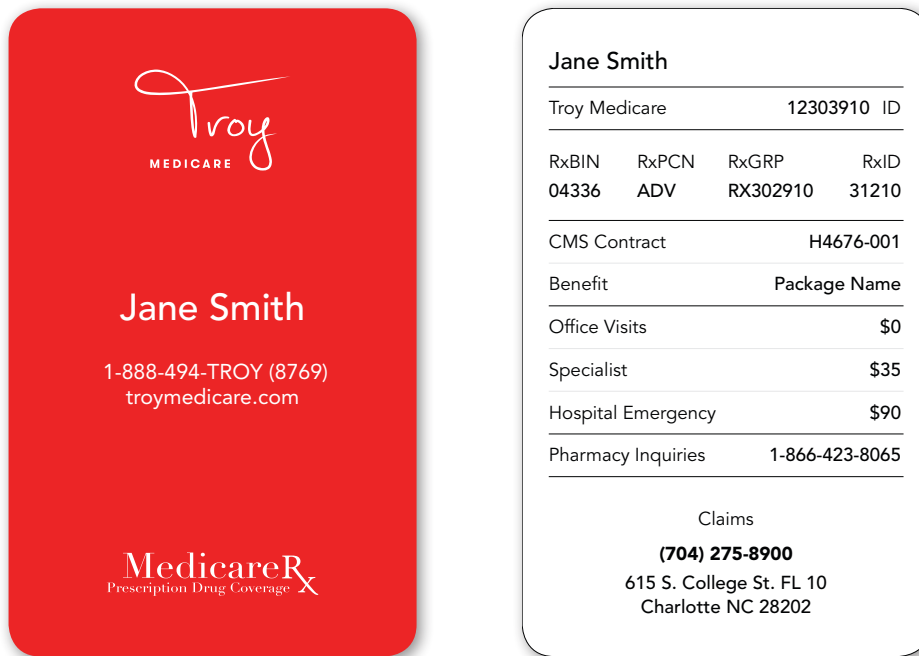 Troy
MEDICARE
Jane Smith
1-888-494-TROY (8769)
troymedicare.com
MedicareRx
Prescription Drug Coverage
Jane Smith
Troy Medicare 12303910 ID
RxBIN RxPCN RxGRP RxID
04336 ADV RX302910 31210
CMS Contract H4676-001
Benefit Package Name
Office Visits $0
Specialist $35
Hospital Emergency $90
Pharmacy Inquiries 1-866-423-8065
Claims
(704) 275-8900
615 S. College St. FL 10
Charlotte NC 28202